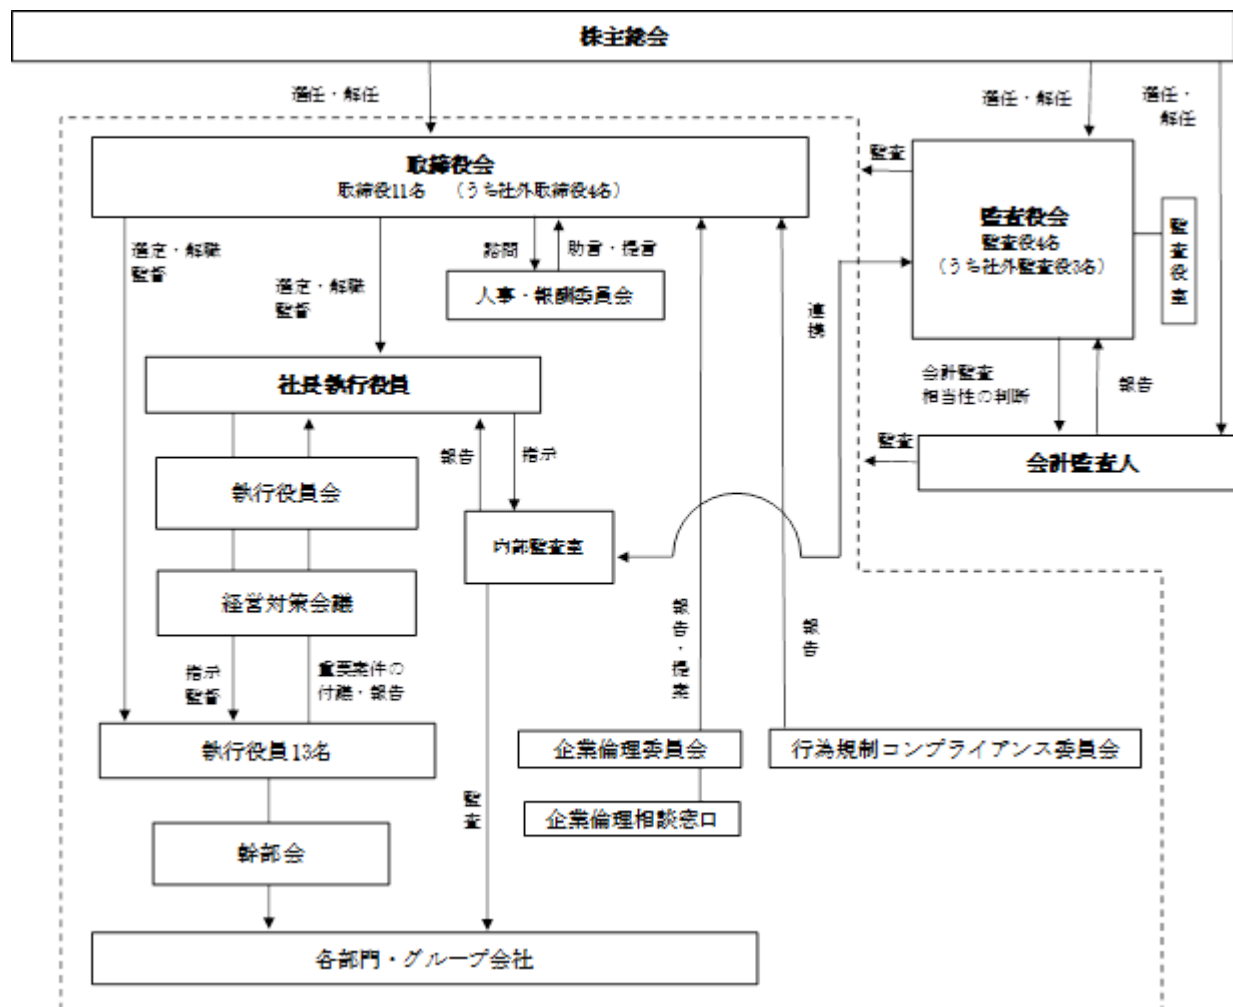 株主総会
選任・解任
選任・解任
選任・
解任
取締役会
取締役11名 （うち社外取締役4名）
監査
監査役会
監査役4名
（うち社外監査役3名）
監査役室
選定・解職
監督
選定・解職
監督
諮問
助言・提言
人事・報酬委員会
連携
社長執行役員
会計監査
相当性の判断
報告
監査
会計監査人
報告
指示
執行役員会
内部監査室
経営対策会議
指示
監督
重要案件の
付議・報告
報告・提案
報告
執行役員13名
企業倫理委員会
行為規制コンプライアンス委員会
監査
企業倫理相談窓口
幹部会
各部門・グループ会社